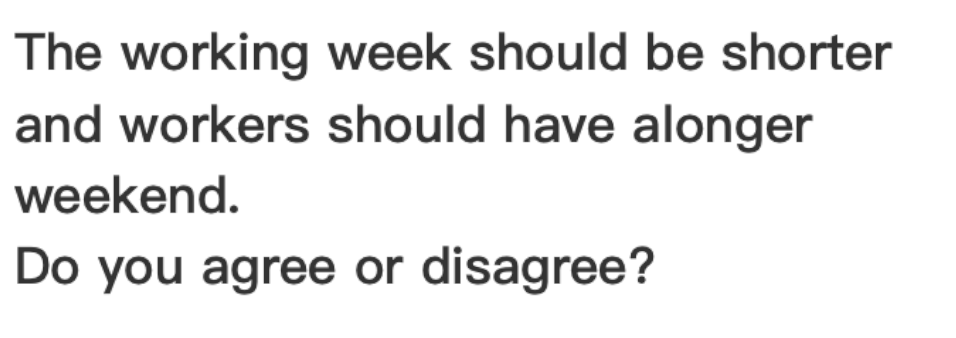 The working week should be shorter
and workers should have alonger
weekend.
Do you agree or disagree?